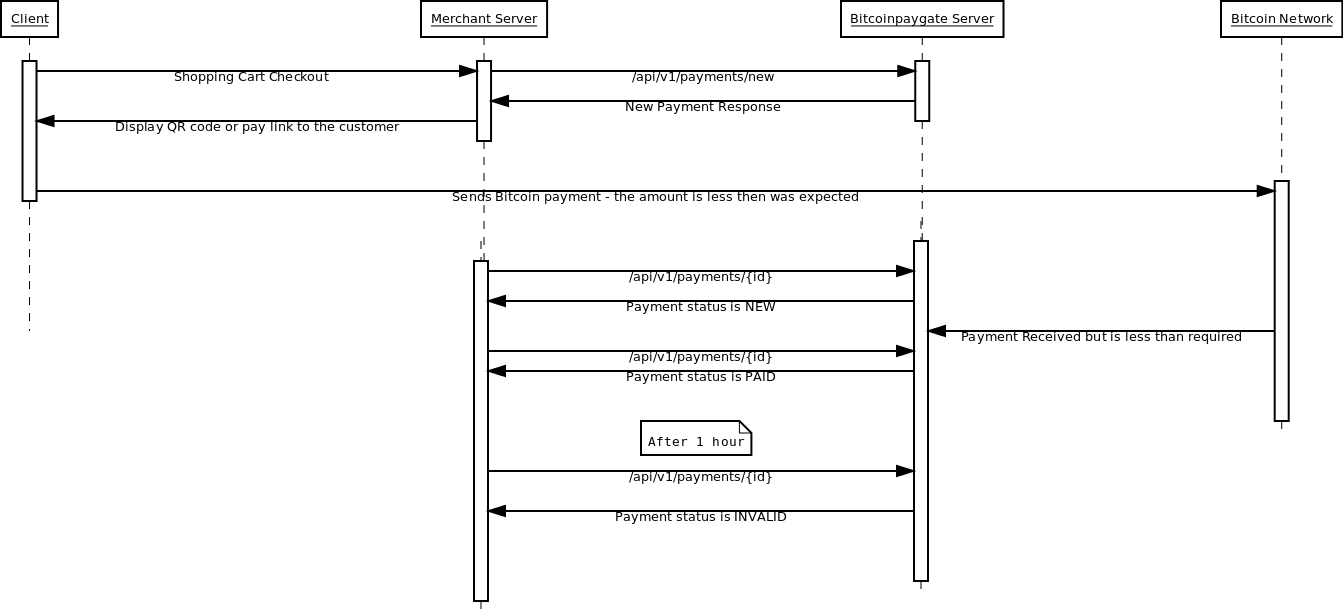 Client
Merchant Server
Bitcoinpaygate Server
Bitcoin Network
Shopping Cart Checkout
/api/v1/payments/new
New Payment Response
Display QR code or pay link to the customer
Sends Bitcoin payment - the amount is less then was expected
/api/v1/payments/{id}
Payment status is NEW
Payment Received but is less than required
/api/v1/payments/{id}
Payment status is PAID
After 1 hour
/api/v1/payments/{id}
Payment status is INVALID